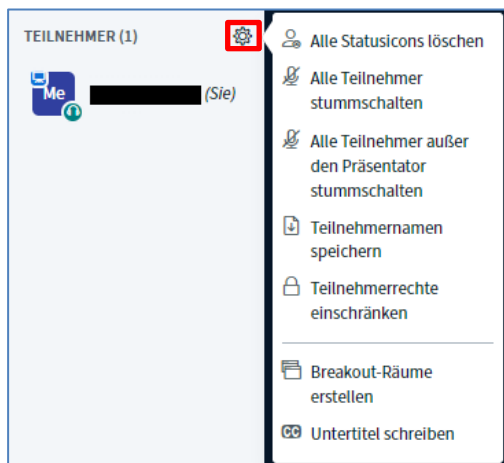 TEILNEHMER (1)
Me
(Sie)
Alle Statusicons löschen
Alle Teilnehmer
stummschalten
Alle Teilnehmer außer
den Präsentator
stummschalten
Teilnehmernamen
speichern
Teilnehmerrechte
einschränken
Breakout-Räume
erstellen
CC Untertitel schreiben